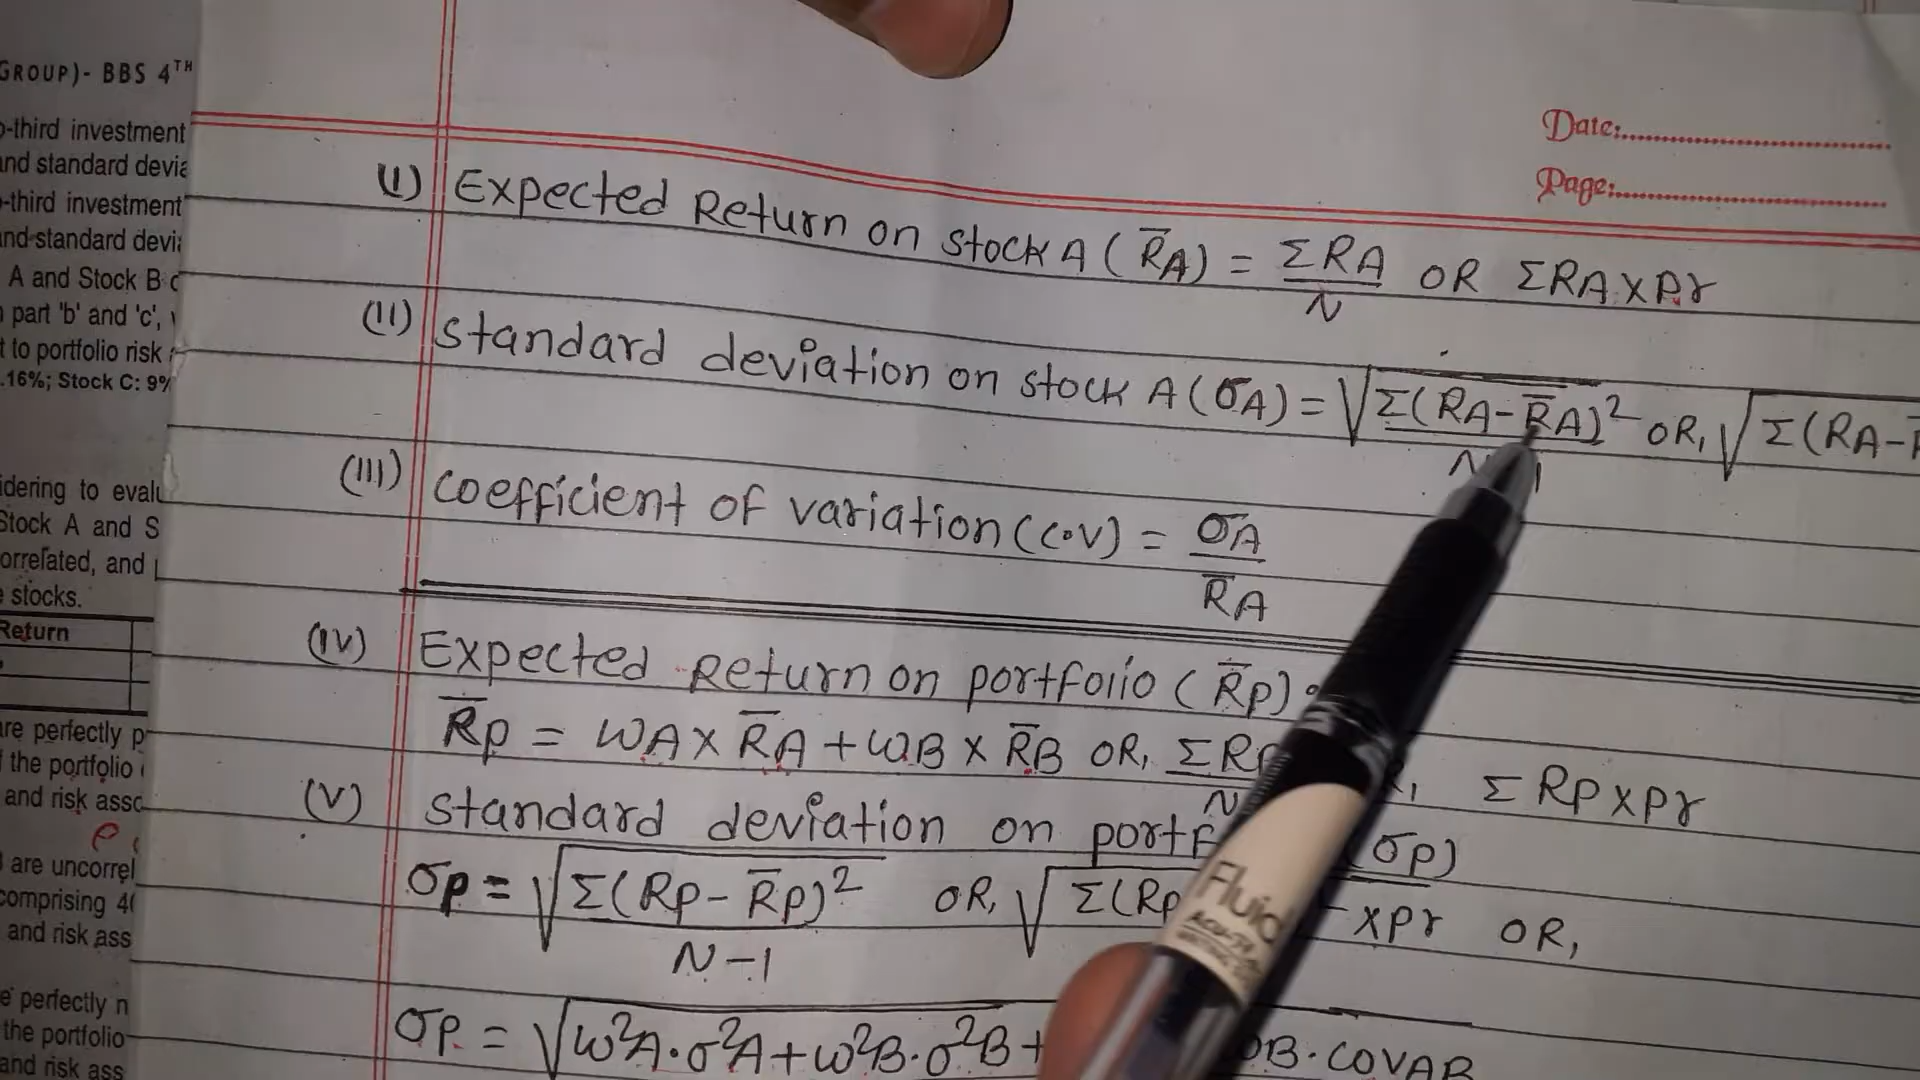 GROUP)- BBS 4TH
-third investment
and standard devia
-third investment
and standard devi
A and Stock B
part 'b' and 'c',
t to portfolio risk
.16%; Stock C: 9%
idering to evalu
Stock A and S
orrelated, and
stocks.
Return
are perfectly p
the portfolio
and risk asso
are uncorrel
comprising 4
and risk ass
e perfectly n
the portfolio
and risk ass
Date:
Page:
(I) Expected Return on stock A ( R̄A) = ΣRA / N OR ΣRA X Pr
(II) standard deviation on stock A (σA) = √Σ(RA-R̄A)² / N-1 OR, √Σ(RA-
(III) coefficient of variation (C.V) = σA / R̄A
(IV) Expected Return on portfolio ( R̄p)
R̄p = WA X R̄A + WB X R̄B OR, ΣRp / N OR, Σ Rp X Pr
(V) standard deviation on (σp)
σp = √Σ(Rp - R̄p)² / N-1 OR, √Σ(Rp XPr OR,
σp = √W²A.σ²A + W²B.σ²B + B.COVAB
Fluid